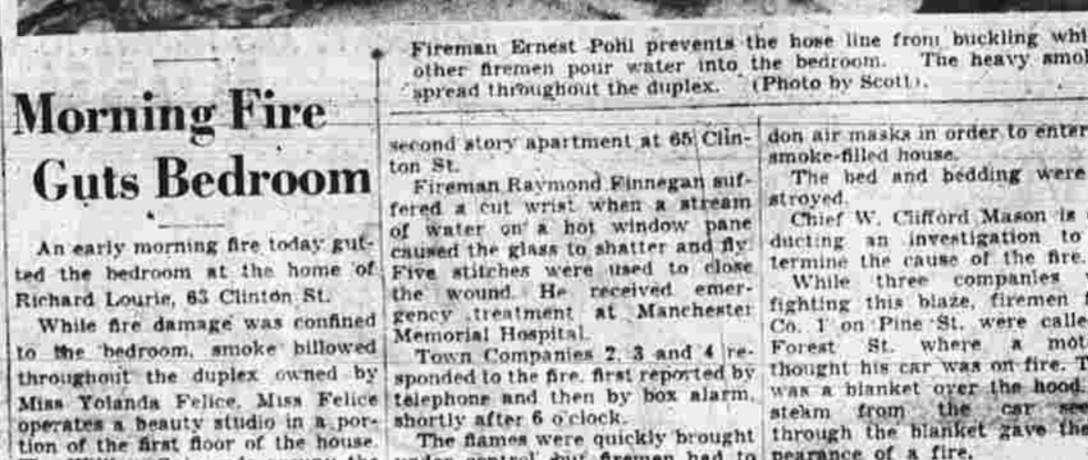 Fireman Ernest Pohl prevents the hose line from buckling whi
other firemen pour water into the bedroom. The heavy smo
spread throughout the duplex. (Photo by Scott).
Morning Fire
Guts Bedroom
An early morning fire today gut-
ted the bedroom at the home of
Richard Lourie, 63 Clinton St.
While fire damage was confined
to the bedroom, smoke billowed
throughout the duplex owned by
Miss Yolanda Felice. Miss Felice
operates a beauty studio in a por-
tion of the first floor of the house.
second story apartment at 65 Clin-
ton St.
Fireman Raymond Finnegan suf-
fered a cut wrist when a stream
of water on a hot window pane
caused the glass to shatter and fly.
Five stitches were used to close
the wound. He received emer-
gency treatment at Manchester
Memorial Hospital.
Town Companies 2, 3 and 4 re-
sponded to the fire, first reported by
telephone and then by box alarm,
shortly after 6 o'clock.
The flames were quickly brought
under control but firemen had to
don air masks in order to enter
smoke-filled house.
The bed and bedding were
stroyed.
Chief W. Clifford Mason is
ducting an investigation to
termine the cause of the fire.
While three companies
fighting this blaze, firemen
Co. 1 on Pine St. were calle
Forest St. where a mot
thought his car was on fire. T
was a blanket over the hood
steam from the car see
through the blanket gave the
pearance of a fire.